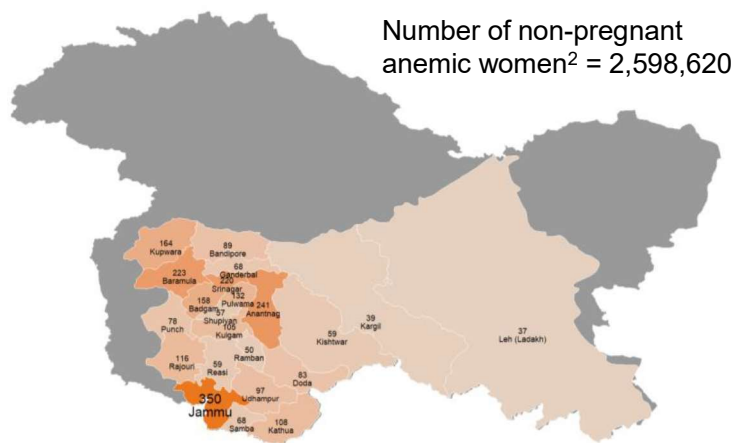 Number of non-pregnant
anemic women² = 2,598,620
164
Kupwara
89
Bandipore
68
Ganderbal
223
Baramula
220
Srinagar
132
Pulwama
241
Anantnag
158
Badgam
57
Shupiyan
105
Kulgam
78
Punch
39
Kargil
37
Leh (Ladakh)
59
Kishtwar
50
Ramban
116
Rajouri
59
Reasi
83
Doda
97
Udhampur
350
Jammu
68
Samba
108
Kathua